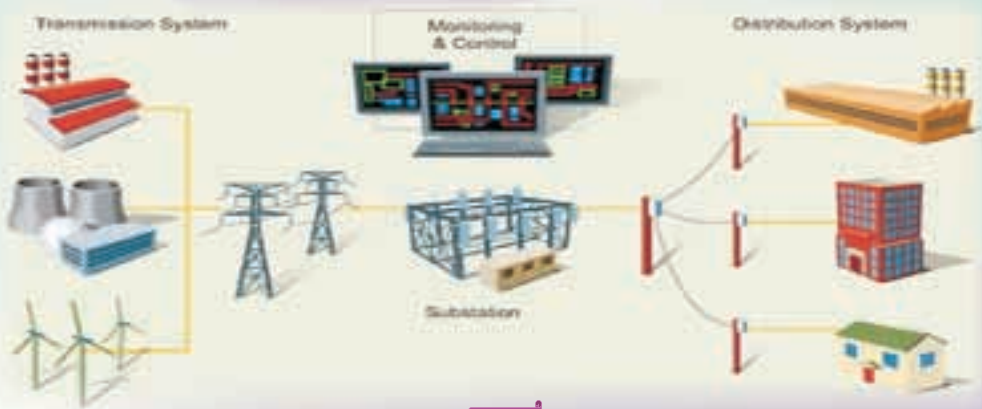 Transmission System
Monitoring
& Control
Distribution System
Substation